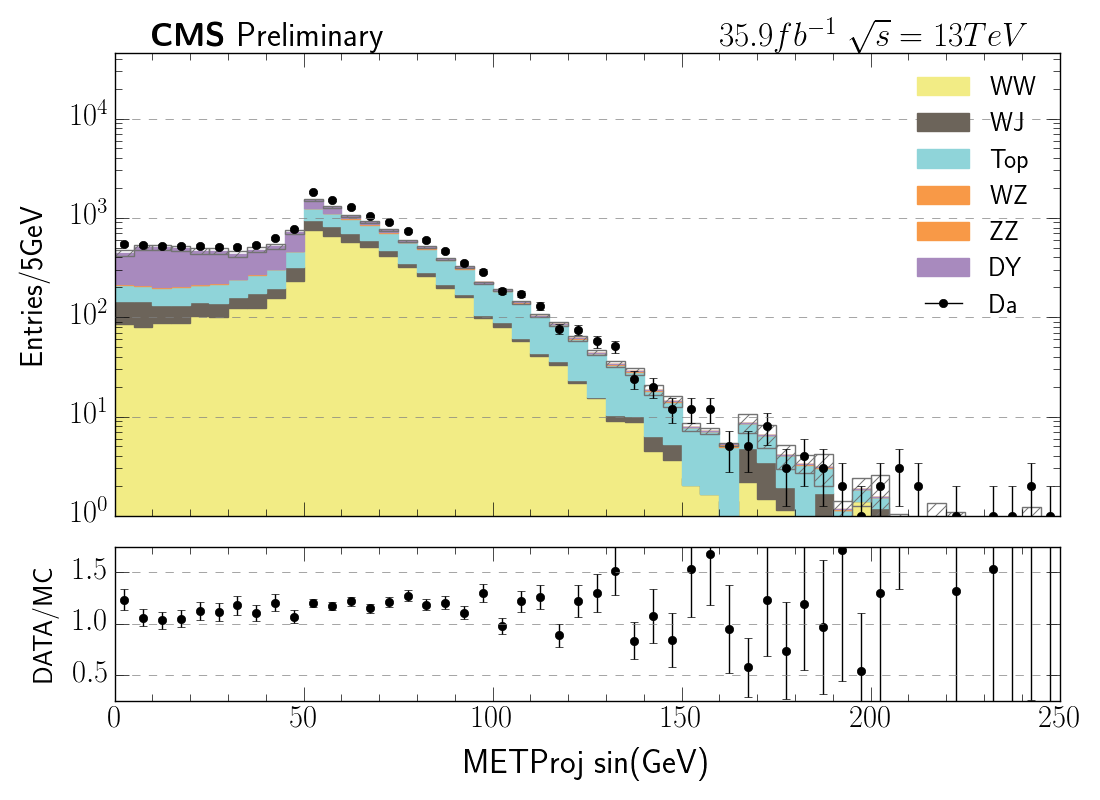 CMS Preliminary 35.9fb⁻¹ √s = 13TeV
Entries/5GeV
10⁴
10³
10²
10¹
10⁰
WW
WJ
Top
WZ
ZZ
DY
Da
DATA/MC
1.5
1.0
0.5
0 50 100 150 200 250
METProj sin(GeV)